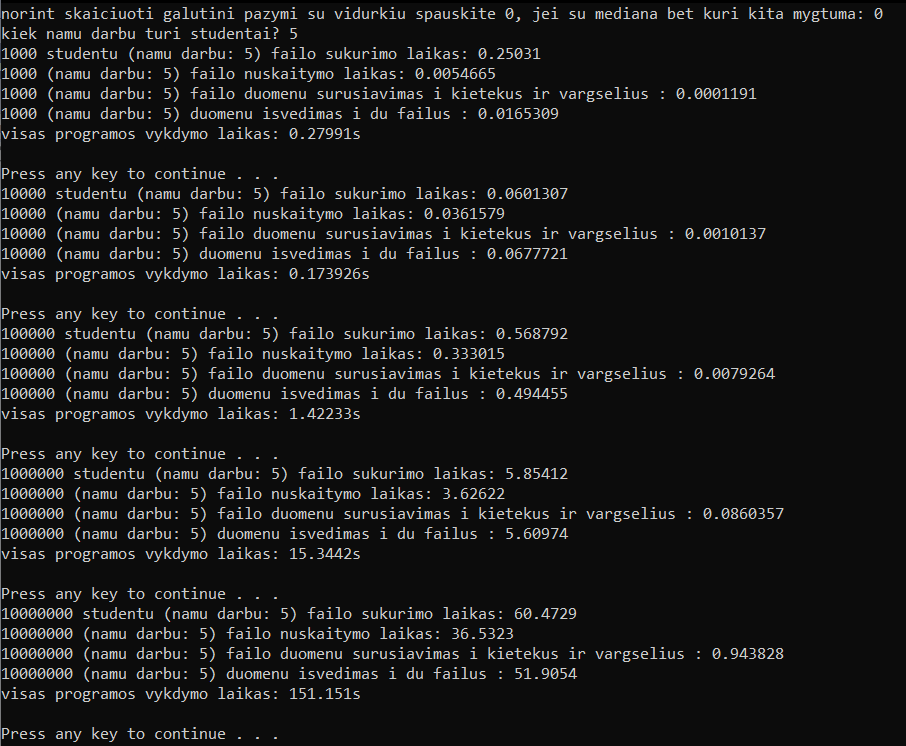 norint skaiciuoti galutini pazymi su vidurkiu spauskite 0, jei su mediana bet kuri kita mygtuma: 0
kiek namu darbu turi studentai? 5
1000 studentu (namu darbu: 5) failo sukurimo laikas: 0.25031
1000 (namu darbu: 5) failo nuskaitymo laikas: 0.0054665
1000 (namu darbu: 5) failo duomenu surusiavimas i kietekus ir vargselius : 0.0001191
1000 (namu darbu: 5) duomenu isvedimas i du failus : 0.0165309
visas programos vykdymo laikas: 0.27991s

Press any key to continue . . .
10000 studentu (namu darbu: 5) failo sukurimo laikas: 0.0601307
10000 (namu darbu: 5) failo nuskaitymo laikas: 0.0361579
10000 (namu darbu: 5) failo duomenu surusiavimas i kietekus ir vargselius : 0.0010137
10000 (namu darbu: 5) duomenu isvedimas i du failus : 0.0677721
visas programos vykdymo laikas: 0.173926s

Press any key to continue . . .
100000 studentu (namu darbu: 5) failo sukurimo laikas: 0.568792
100000 (namu darbu: 5) failo nuskaitymo laikas: 0.333015
100000 (namu darbu: 5) failo duomenu surusiavimas i kietekus ir vargselius : 0.0079264
100000 (namu darbu: 5) duomenu isvedimas i du failus : 0.494455
visas programos vykdymo laikas: 1.42233s

Press any key to continue . . .
1000000 studentu (namu darbu: 5) failo sukurimo laikas: 5.85412
1000000 (namu darbu: 5) failo nuskaitymo laikas: 3.62622
1000000 (namu darbu: 5) failo duomenu surusiavimas i kietekus ir vargselius : 0.0860357
1000000 (namu darbu: 5) duomenu isvedimas i du failus : 5.60974
visas programos vykdymo laikas: 15.3442s

Press any key to continue . . .
10000000 studentu (namu darbu: 5) failo sukurimo laikas: 60.4729
10000000 (namu darbu: 5) failo nuskaitymo laikas: 36.5323
10000000 (namu darbu: 5) failo duomenu surusiavimas i kietekus ir vargselius : 0.943828
10000000 (namu darbu: 5) duomenu isvedimas i du failus : 51.9054
visas programos vykdymo laikas: 151.151s

Press any key to continue . . .